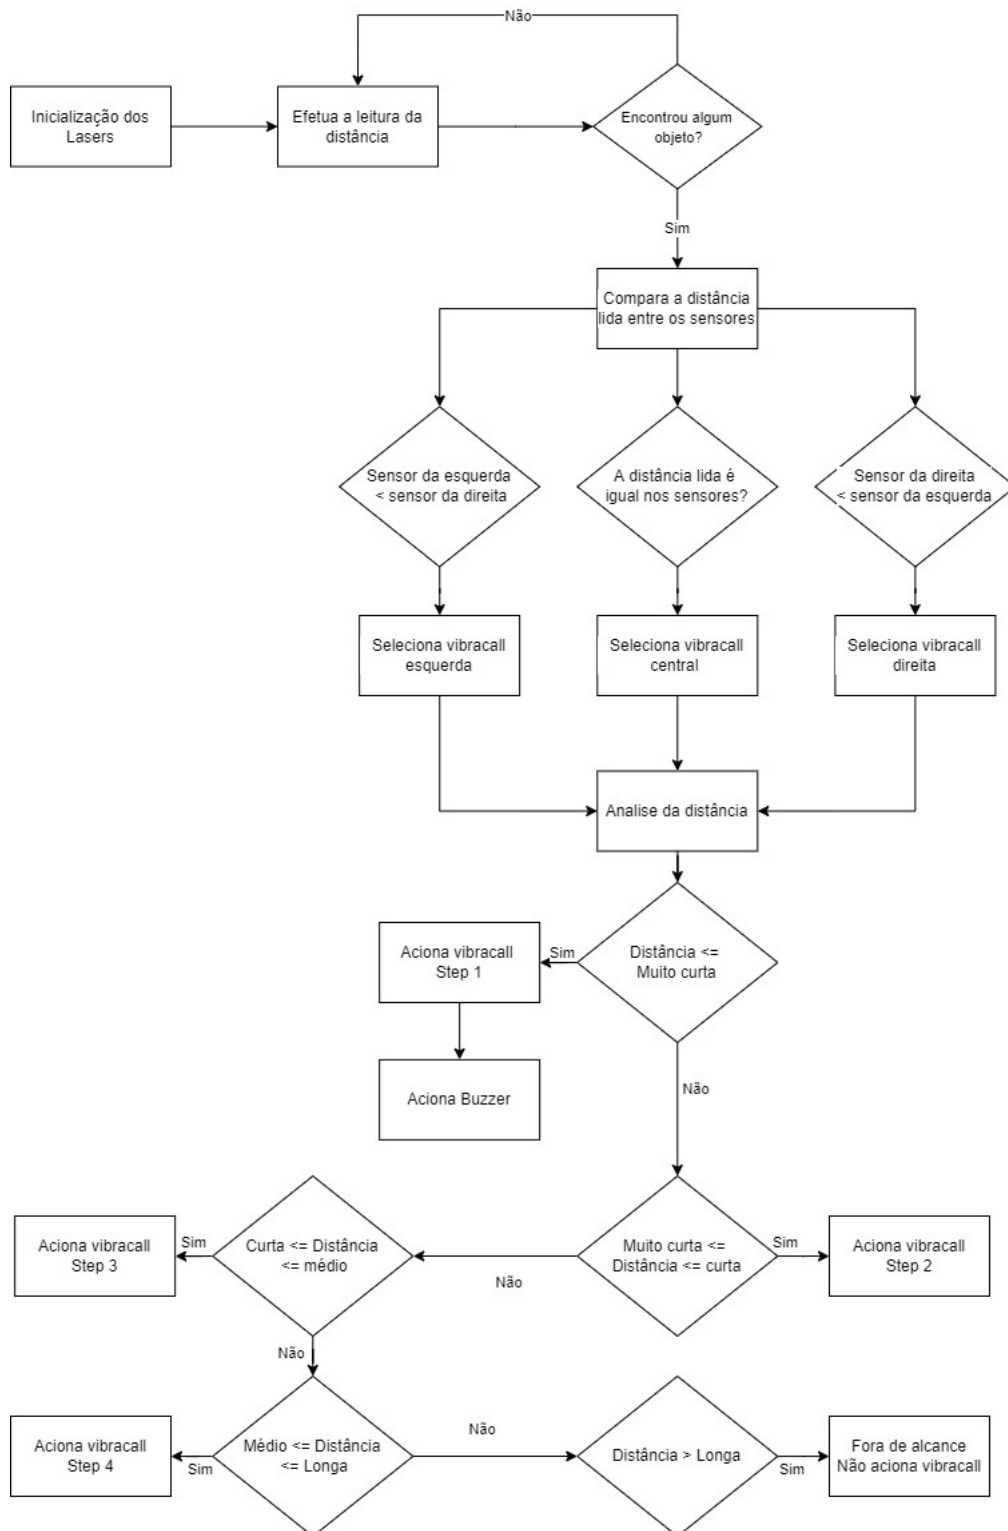 Não
Inicialização dos
Lasers
Efetua a leitura da
distância
Encontrou algum
objeto?
Sim
Compara a distância
lida entre os sensores
Sensor da esquerda
< sensor da direita
A distância lida é
igual nos sensores?
Sensor da direita
< sensor da esquerda
Seleciona vibracall
esquerda
Seleciona vibracall
central
Seleciona vibracall
direita
Analise da distância
Distância <=
Muito curta
Sim
Aciona vibracall
Step 1
Aciona Buzzer
Não
Muito curta <=
Distância <= curta
Sim
Aciona vibracall
Step 2
Não
Curta <= Distância
<= médio
Sim
Aciona vibracall
Step 3
Não
Médio <= Distância
<= Longa
Sim
Aciona vibracall
Step 4
Não
Distância > Longa
Sim
Fora de alcance
Não aciona vibracall